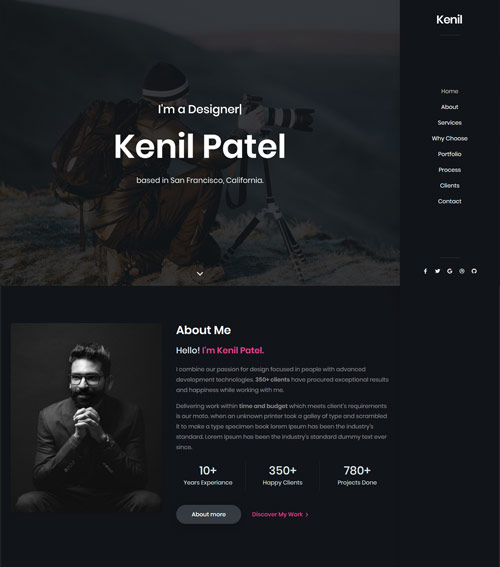 Kenil
Home
About
Services
Why Choose
Portfolio
Process
Clients
Contact
I'm a Designer|
Kenil Patel
based in San Francisco, California.
About Me
Hello! I'm Kenil Patel.
I combine our passion for design focused in people with advanced
development technologies. 350+ clients have procured exceptional results
and happiness while working with me.
Delivering work within time and budget which meets client's requirements
is our moto. when an unknown printer took a galley of type and scrambled
it to make a type specimen book lorem Ipsum has been the industry's
standard. Lorem Ipsum has been the industry's standard dummy text ever
since.
10+ 350+ 780+
Years Experiance Happy Clients Projects Done
About more Discover My Work